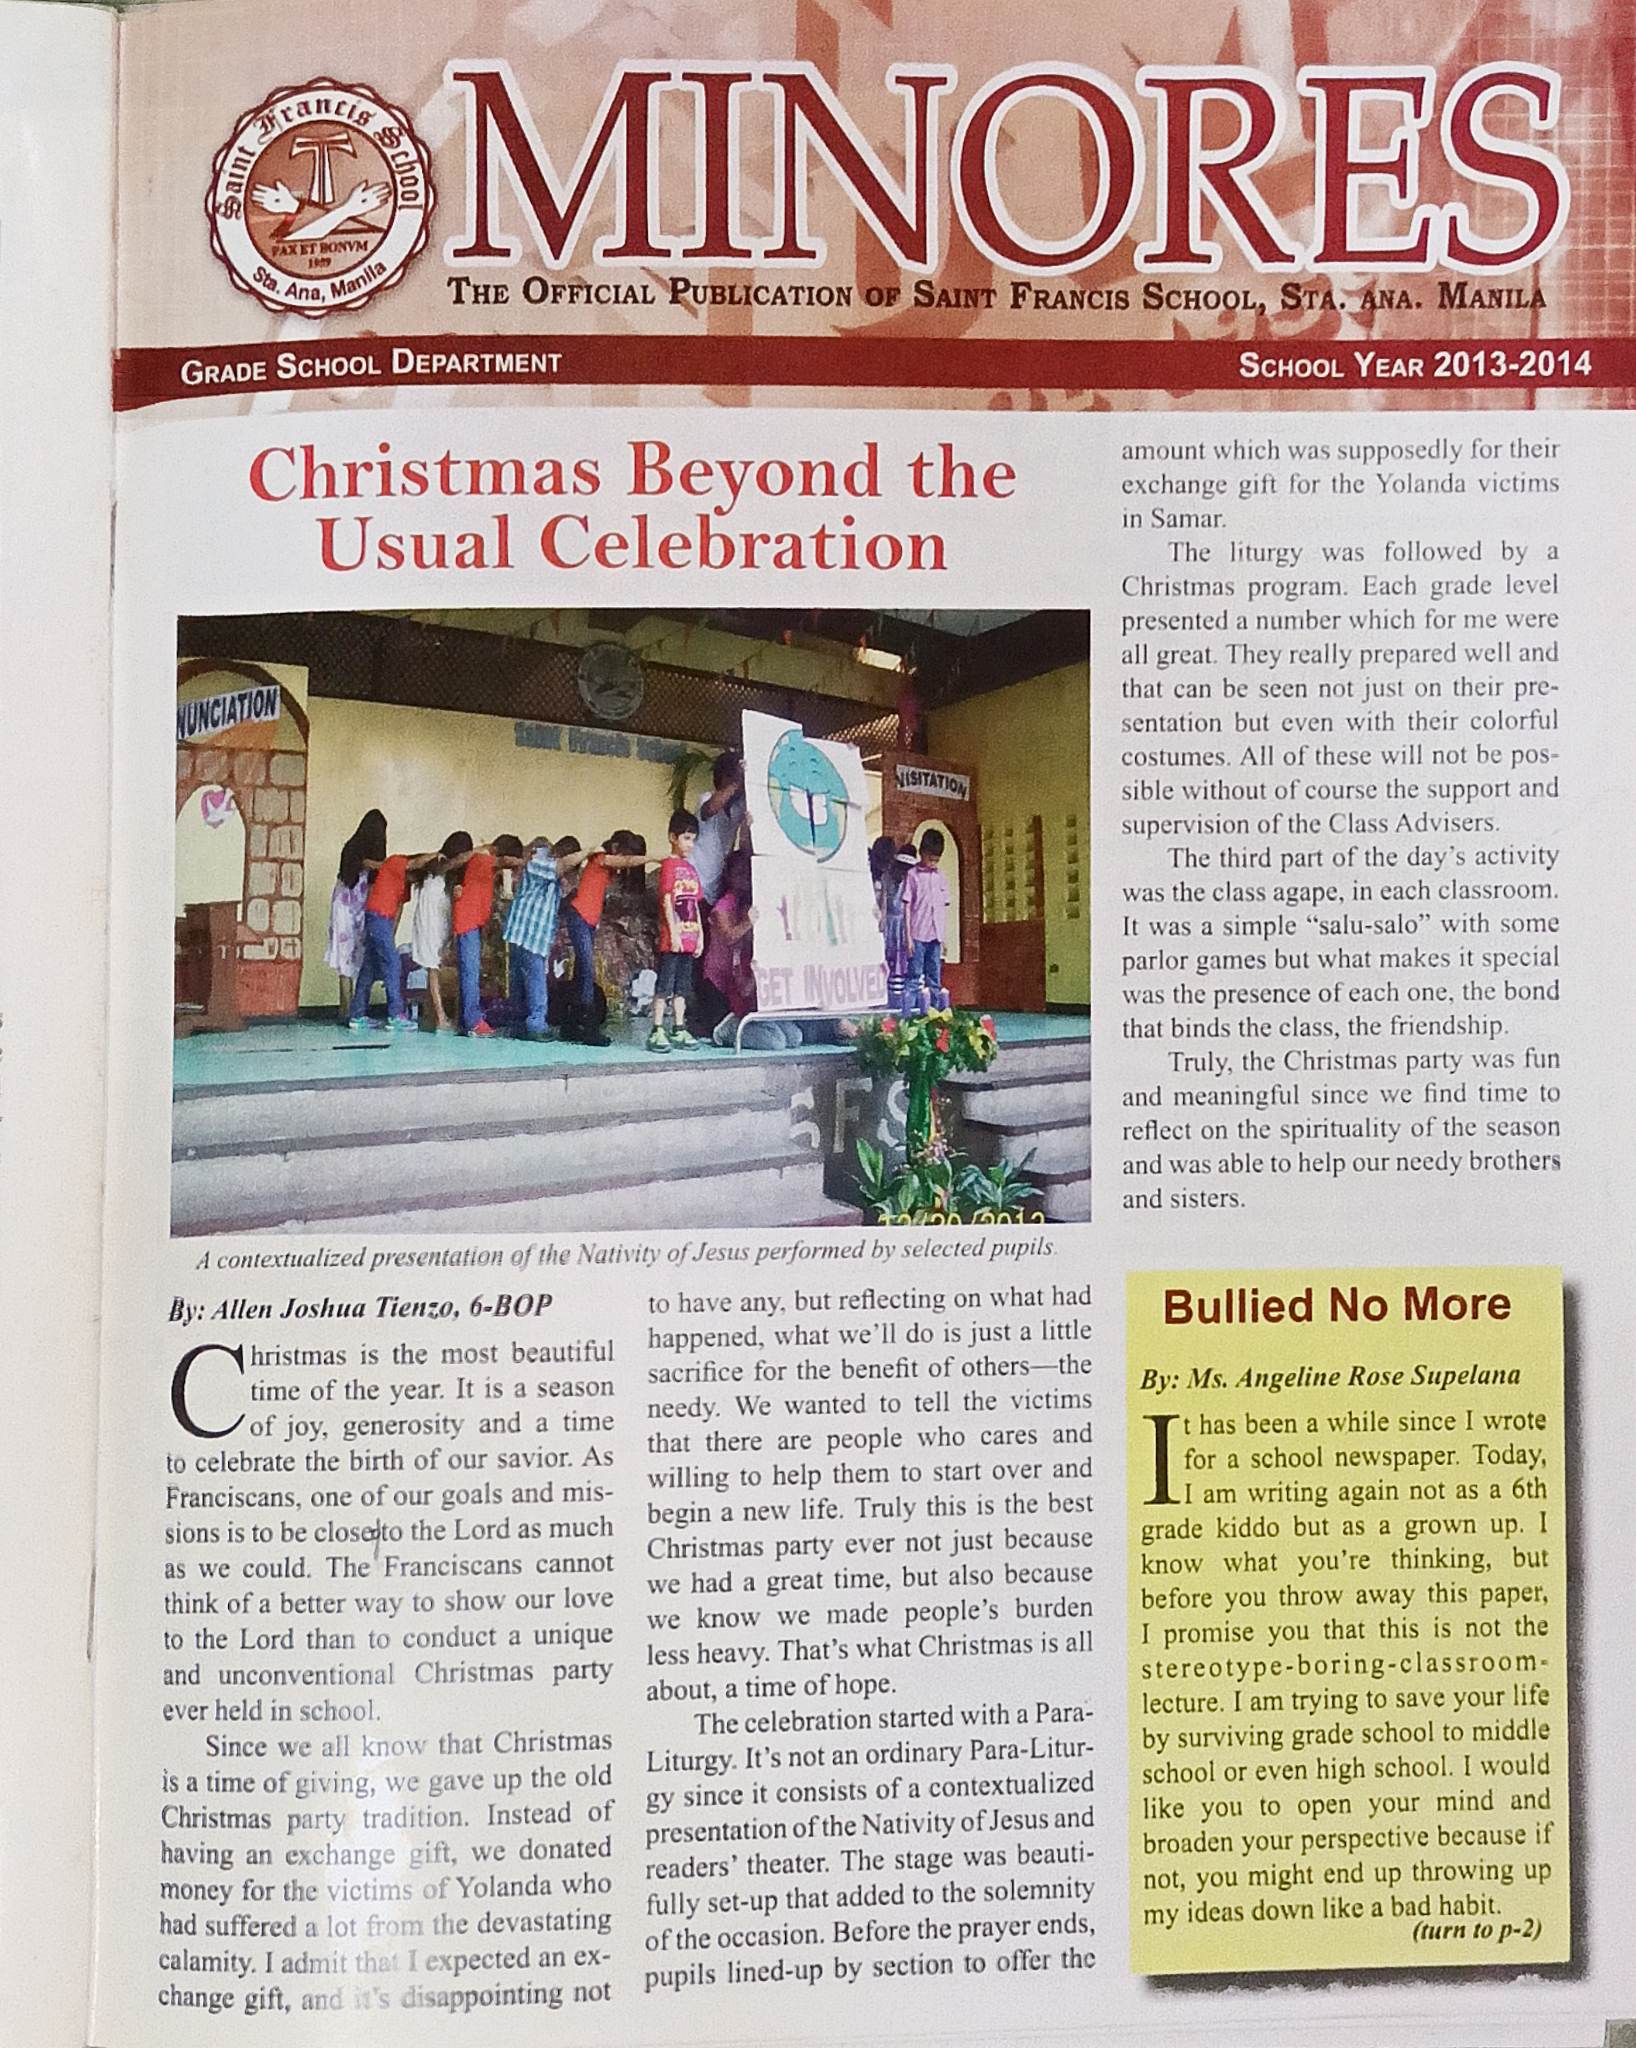 Saint Francis School
PAX ET BONVM
1989
Sta. Ana, Manila
MINORES
THE OFFICIAL PUBLICATION OF SAINT FRANCIS SCHOOL, STA. ANA. MANILA
GRADE SCHOOL DEPARTMENT
SCHOOL YEAR 2013-2014
Christmas Beyond the
Usual Celebration
NUNCIATION
Saint Francis School
VISITATION
GET INVOLVED
SFS
A contextualized presentation of the Nativity of Jesus performed by selected pupils.
By: Allen Joshua Tienzo, 6-BOP
Christmas is the most beautiful
time of the year. It is a season
of joy, generosity and a time
to celebrate the birth of our savior. As
Franciscans, one of our goals and mis-
sions is to be close to the Lord as much
as we could. The Franciscans cannot
think of a better way to show our love
to the Lord than to conduct a unique
and unconventional Christmas party
ever held in school.
Since we all know that Christmas
is a time of giving, we gave up the old
Christmas party tradition. Instead of
having an exchange gift, we donated
money for the victims of Yolanda who
had suffered a lot from the devastating
calamity. I admit that I expected an ex-
change gift, and it's disappointing not
to have any, but reflecting on what had
happened, what we'll do is just a little
sacrifice for the benefit of others—the
needy. We wanted to tell the victims
that there are people who cares and
willing to help them to start over and
begin a new life. Truly this is the best
Christmas party ever not just because
we had a great time, but also because
we know we made people's burden
less heavy. That's what Christmas is all
about, a time of hope.
The celebration started with a Para-
Liturgy. It's not an ordinary Para-Litur-
gy since it consists of a contextualized
presentation of the Nativity of Jesus and
readers' theater. The stage was beauti-
fully set-up that added to the solemnity
of the occasion. Before the prayer ends,
pupils lined-up by section to offer the
amount which was supposedly for their
exchange gift for the Yolanda victims
in Samar.
The liturgy was followed by a
Christmas program. Each grade level
presented a number which for me were
all great. They really prepared well and
that can be seen not just on their pre-
sentation but even with their colorful
costumes. All of these will not be pos-
sible without of course the support and
supervision of the Class Advisers.
The third part of the day's activity
was the class agape, in each classroom.
It was a simple “salu-salo” with some
parlor games but what makes it special
was the presence of each one, the bond
that binds the class, the friendship.
Truly, the Christmas party was fun
and meaningful since we find time to
reflect on the spirituality of the season
and was able to help our needy brothers
and sisters.
Bullied No More
By: Ms. Angeline Rose Supelana
It has been a while since I wrote
for a school newspaper. Today,
I am writing again not as a 6th
grade kiddo but as a grown up. I
know what you're thinking, but
before you throw away this paper,
I promise you that this is not the
stereotype-boring-classroom-
lecture. I am trying to save your life
by surviving grade school to middle
school or even high school. I would
like you to open your mind and
broaden your perspective because if
not, you might end up throwing up
my ideas down like a bad habit.
(turn to p-2)